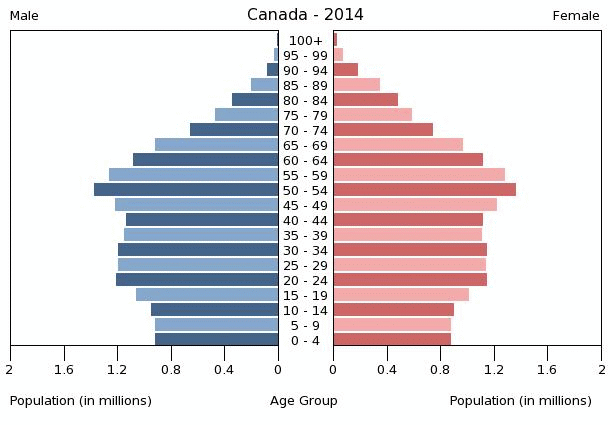 Male Canada - 2014 Female
100+
95 - 99
90 - 94
85 - 89
80 - 84
75 - 79
70 - 74
65 - 69
60 - 64
55 - 59
50 - 54
45 - 49
40 - 44
35 - 39
30 - 34
25 - 29
20 - 24
15 - 19
10 - 14
5 - 9
0 - 4
2 1.6 1.2 0.8 0.4 0 0 0.4 0.8 1.2 1.6 2
Population (in millions) Age Group Population (in millions)